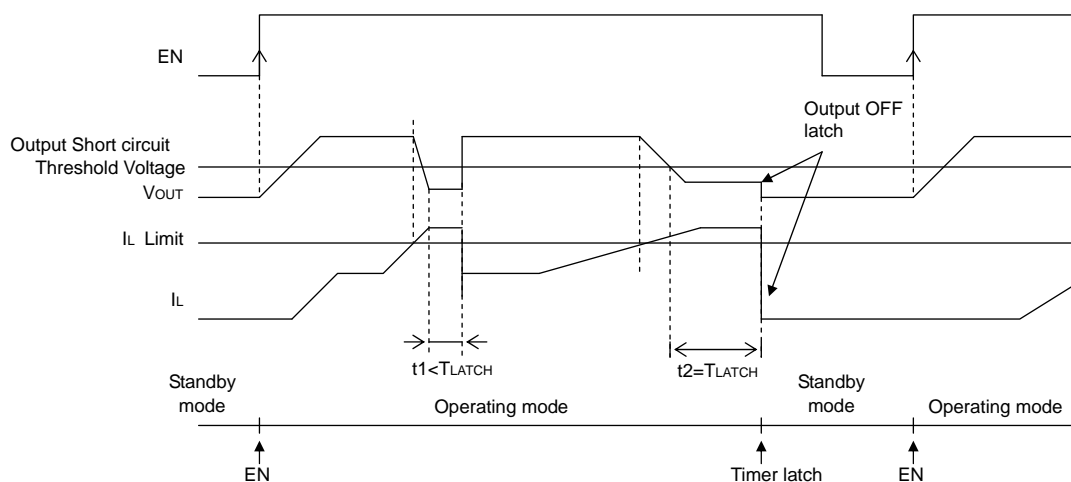 EN
Output OFF
latch
Output Short circuit
Threshold Voltage
VOUT
IL Limit
IL
t1<TLATCH
t2=TLATCH
Standby
mode
Operating mode
Standby
mode
Operating mode
EN
Timer latch
EN